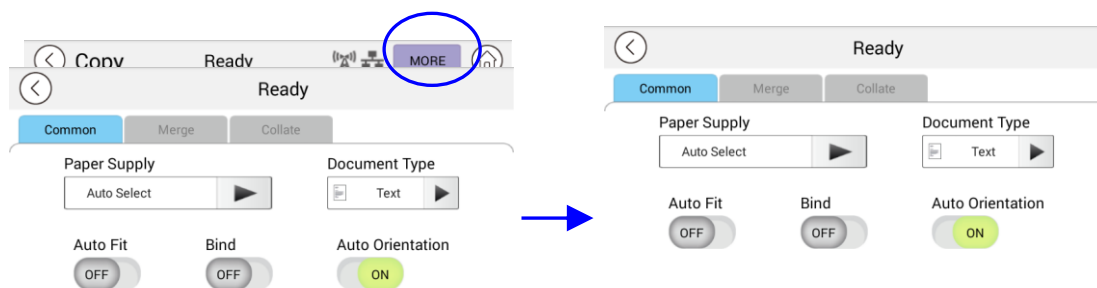 Copy Ready MORE
Ready
Common Merge Collate
Paper Supply Document Type
Auto Select Text
Auto Fit Bind Auto Orientation
OFF OFF ON
Ready
Common Merge Collate
Paper Supply Document Type
Auto Select Text
Auto Fit Bind Auto Orientation
OFF OFF ON